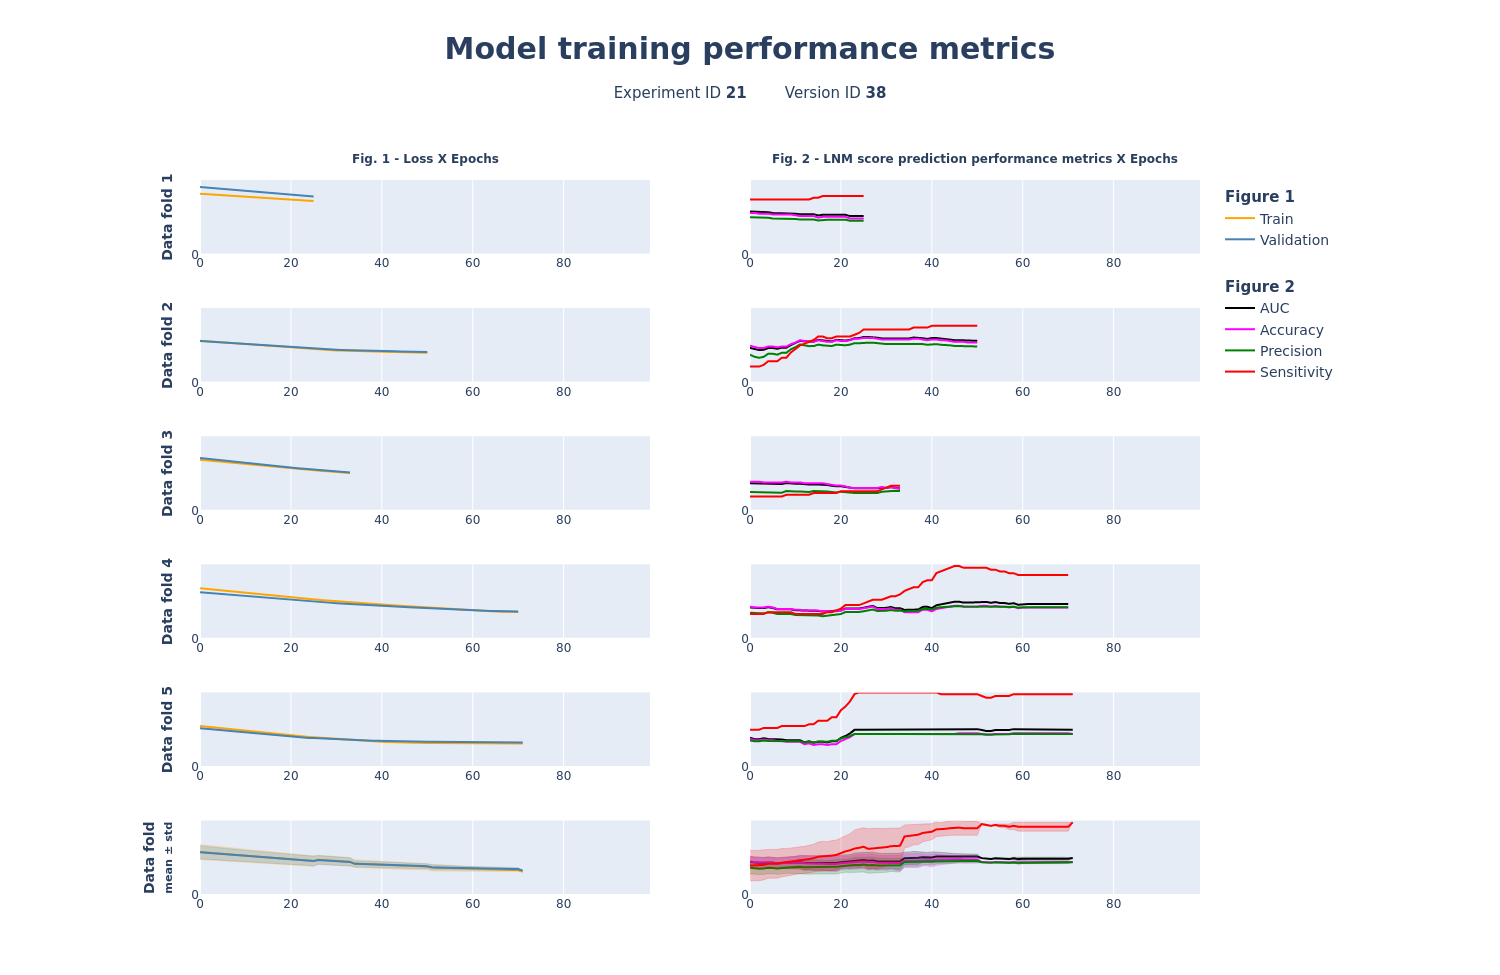 Model training performance metrics
Experiment ID 21 Version ID 38
Fig. 1 - Loss X Epochs
Fig. 2 - LNM score prediction performance metrics X Epochs
Data fold 1
0
0 20 40 60 80
0
0 20 40 60 80
Figure 1
Train
Validation
Figure 2
AUC
Accuracy
Precision
Sensitivity
Data fold 2
0
0 20 40 60 80
0
0 20 40 60 80
Data fold 3
0
0 20 40 60 80
0
0 20 40 60 80
Data fold 4
0
0 20 40 60 80
0
0 20 40 60 80
Data fold 5
0
0 20 40 60 80
0
0 20 40 60 80
Data fold
mean ± std
0
0 20 40 60 80
0
0 20 40 60 80